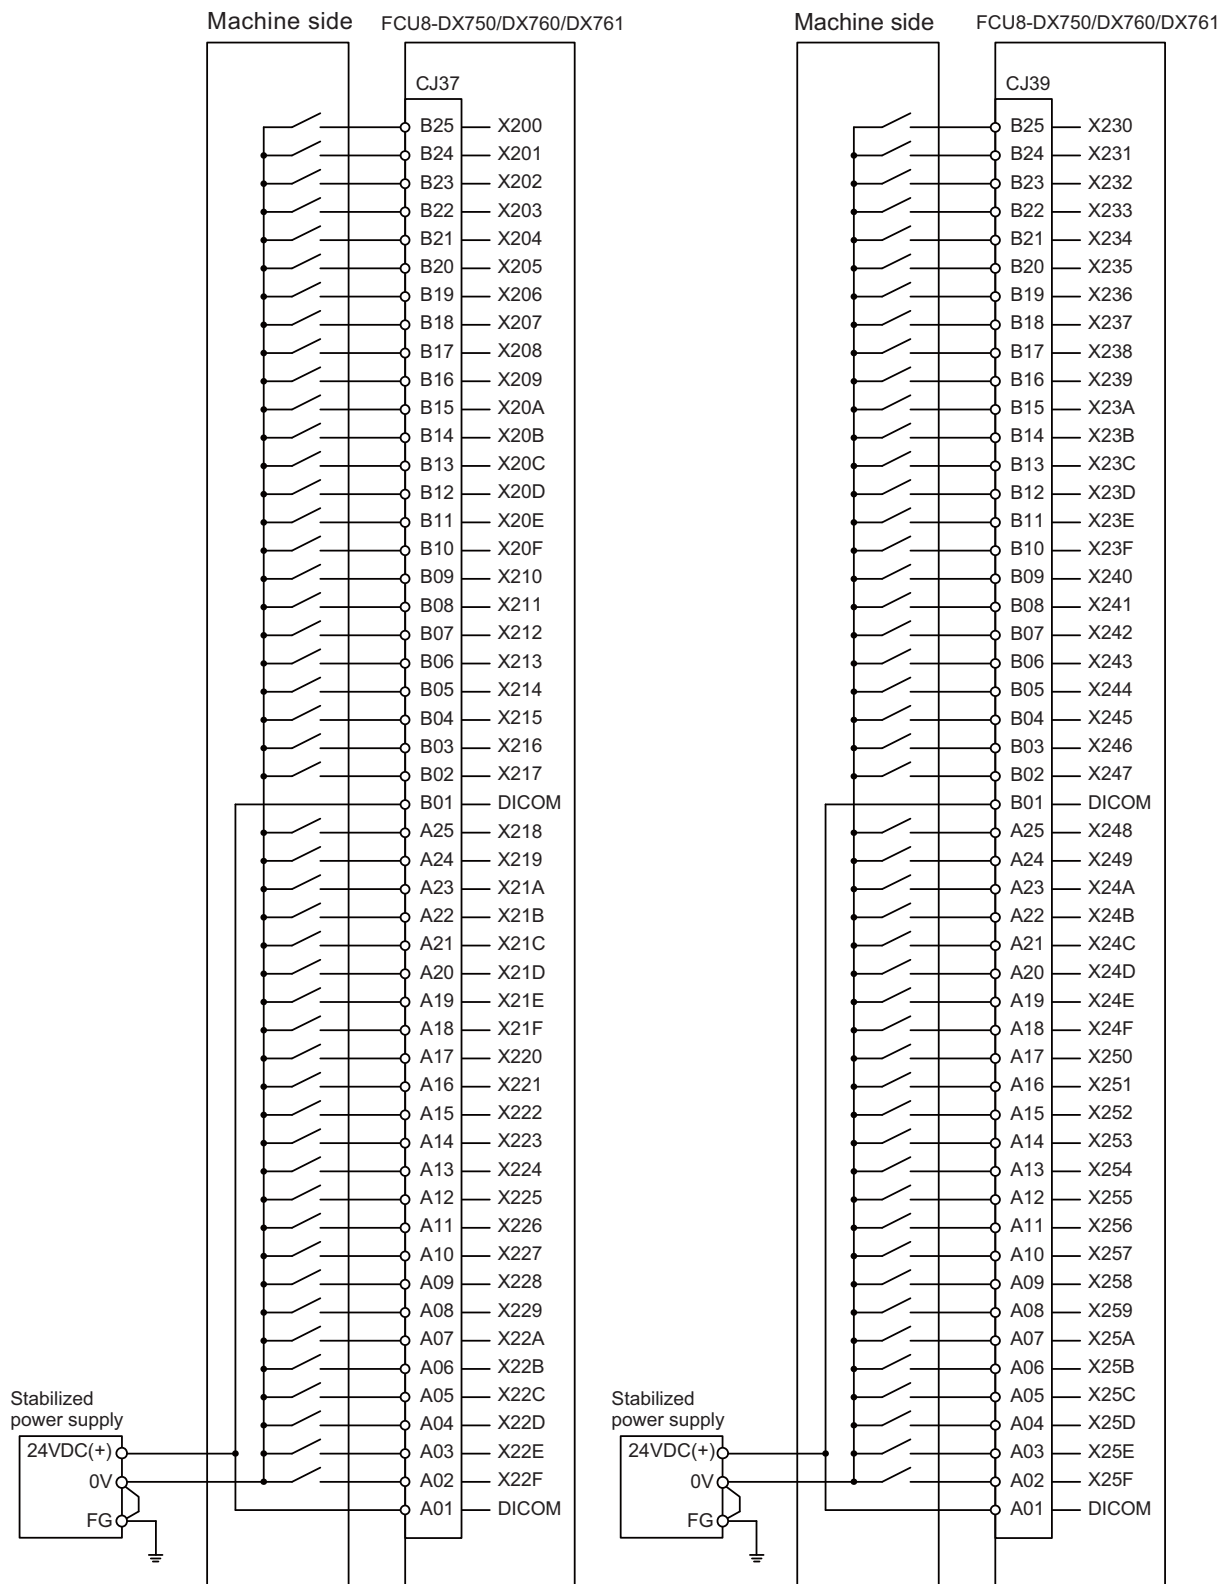 Machine side FCU8-DX750/DX760/DX761
CJ37
B25 X200
B24 X201
B23 X202
B22 X203
B21 X204
B20 X205
B19 X206
B18 X207
B17 X208
B16 X209
B15 X20A
B14 X20B
B13 X20C
B12 X20D
B11 X20E
B10 X20F
B09 X210
B08 X211
B07 X212
B06 X213
B05 X214
B04 X215
B03 X216
B02 X217
B01 DICOM
A25 X218
A24 X219
A23 X21A
A22 X21B
A21 X21C
A20 X21D
A19 X21E
A18 X21F
A17 X220
A16 X221
A15 X222
A14 X223
A13 X224
A12 X225
A11 X226
A10 X227
A09 X228
A08 X229
A07 X22A
A06 X22B
A05 X22C
A04 X22D
A03 X22E
A02 X22F
A01 DICOM
Stabilized
power supply
24VDC(+)
0V
FG
Machine side FCU8-DX750/DX760/DX761
CJ39
B25 X230
B24 X231
B23 X232
B22 X233
B21 X234
B20 X235
B19 X236
B18 X237
B17 X238
B16 X239
B15 X23A
B14 X23B
B13 X23C
B12 X23D
B11 X23E
B10 X23F
B09 X240
B08 X241
B07 X242
B06 X243
B05 X244
B04 X245
B03 X246
B02 X247
B01 DICOM
A25 X248
A24 X249
A23 X24A
A22 X24B
A21 X24C
A20 X24D
A19 X24E
A18 X24F
A17 X250
A16 X251
A15 X252
A14 X253
A13 X254
A12 X255
A11 X256
A10 X257
A09 X258
A08 X259
A07 X25A
A06 X25B
A05 X25C
A04 X25D
A03 X25E
A02 X25F
A01 DICOM
Stabilized
power supply
24VDC(+)
0V
FG